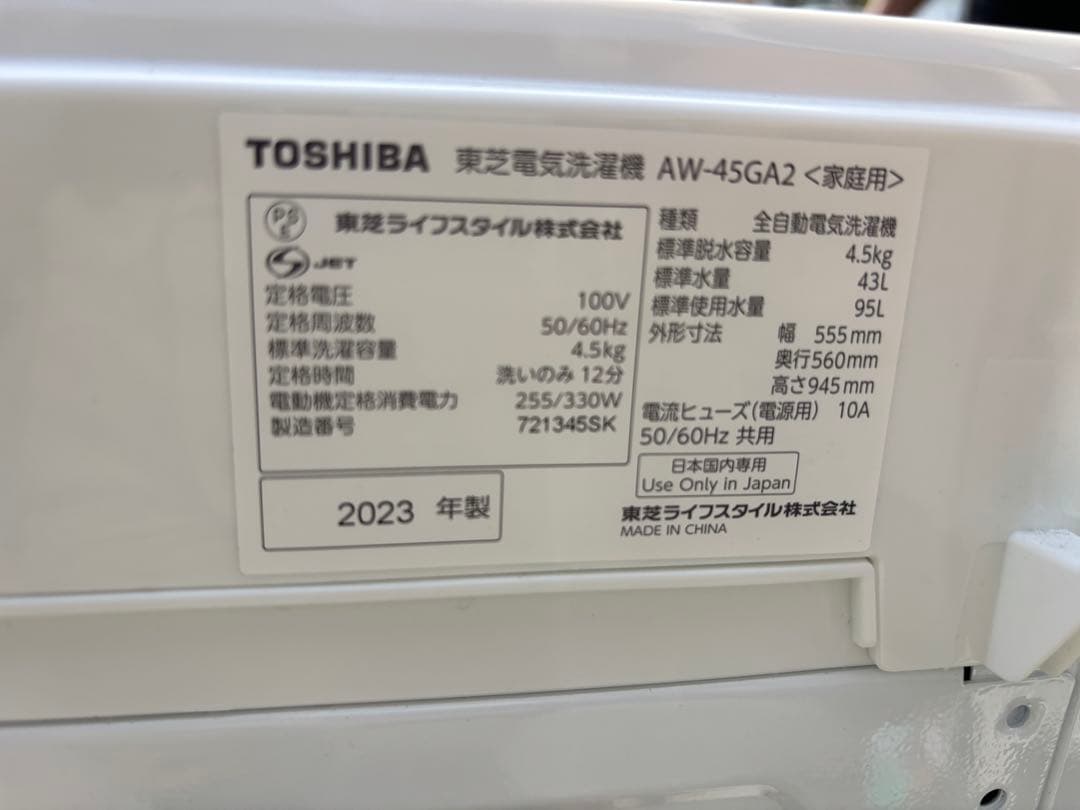 TOSHIBA 東芝電気洗濯機 AW-45GA2 <家庭用>
PS
E
東芝ライフスタイル株式会社
S JET
定格電圧 100V
定格周波数 50/60Hz
標準洗濯容量 4.5kg
定格時間 洗いのみ 12分
電動機定格消費電力 255/330W
製造番号 721345SK
2023 年製
種類 全自動電気洗濯機
標準脱水容量 4.5kg
標準水量 43L
標準使用水量 95L
外形寸法 幅 555mm
奥行560mm
高さ945mm
電流ヒューズ(電源用) 10A
50/60Hz 共用
日本国内専用
Use Only in Japan
東芝ライフスタイル株式会社
MADE IN CHINA